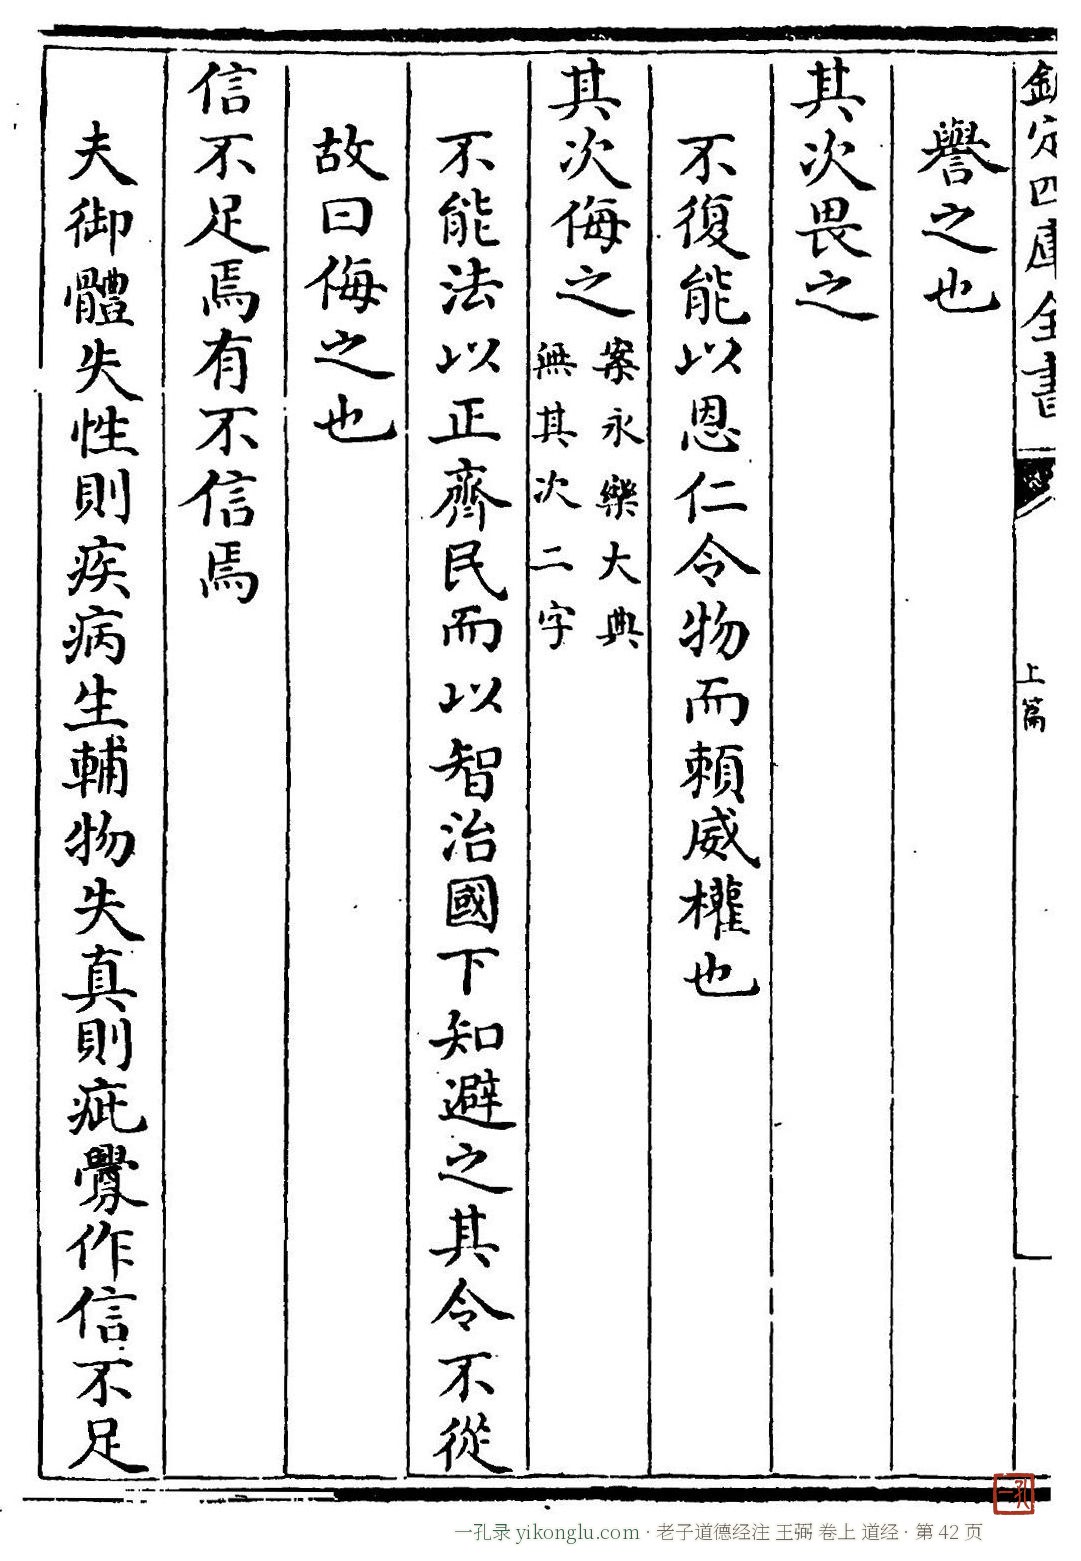 欽定四庫全書
上篇
譽之也
其次畏之
不復能以恩仁令物而頼威權也
其次侮之案永樂大典無其次二字
不能法以正齊民而以智治國下知避之其令不從
故曰侮之也
信不足焉有不信焉
夫御體失性則疾病生輔物失真則疵釁作信不足
一孔
一孔录 yikonglu.com · 老子道德经注 王弼 卷上 道经 · 第 42 页